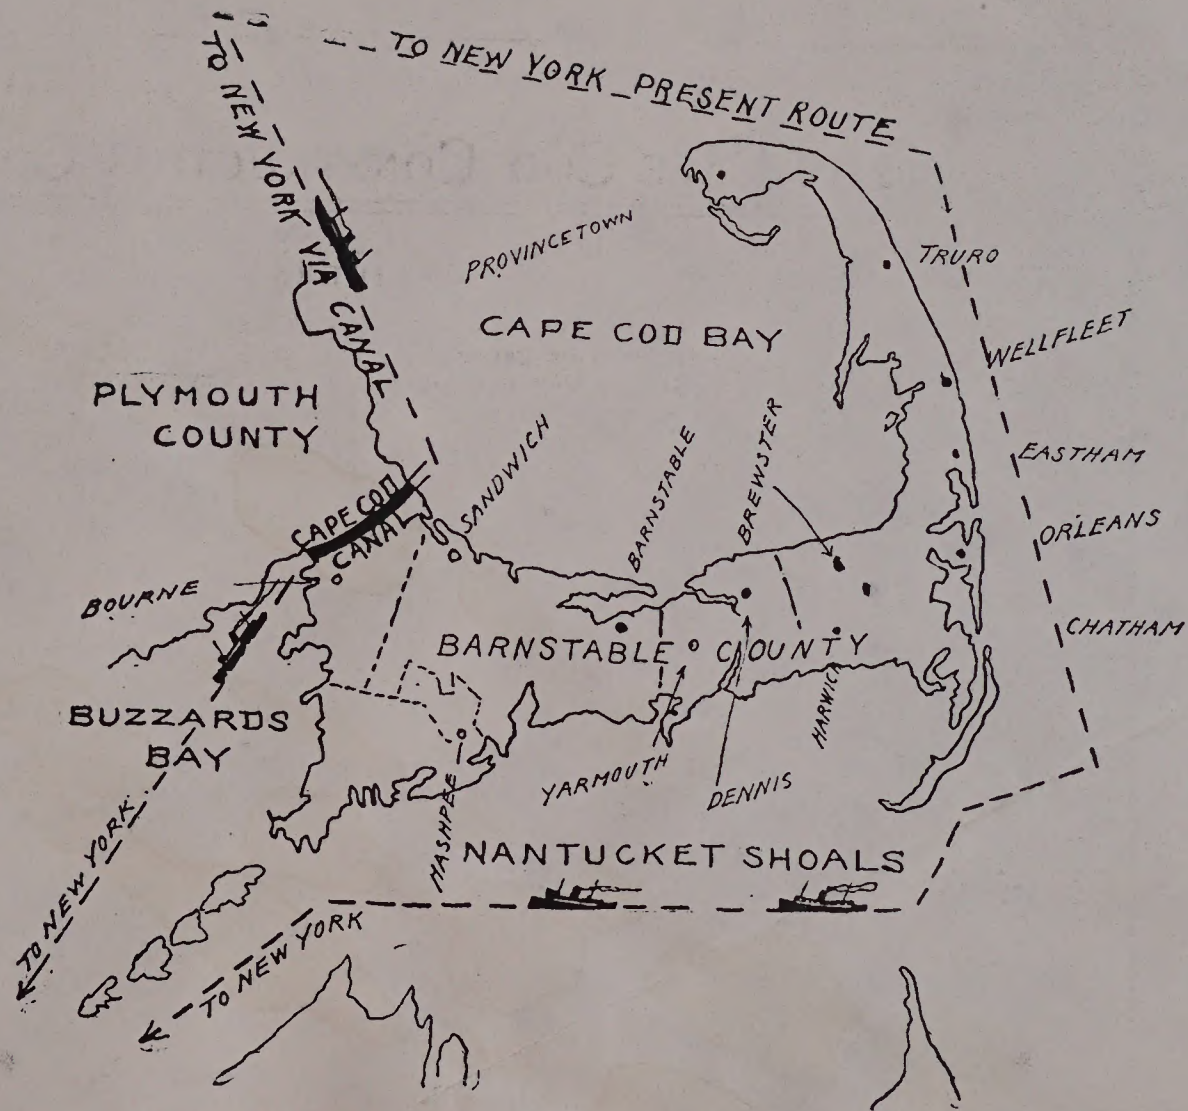 TO NEW YORK PRESENT ROUTE
TO NEW YORK VIA CANAL
PROVINCETOWN
TRURO
CAPE COD BAY
WELLFLEET
PLYMOUTH
COUNTY
SANDWICH
BARNSTABLE
BREWSTER
EASTHAM
CAPE COD
CANAL
ORLEANS
BOURNE
CHATHAM
BARNSTABLE COUNTY
HARWICH
BUZZARDS
BAY
YARMOUTH
DENNIS
MASHPEE
NANTUCKET SHOALS
TO NEW YORK
TO NEW YORK